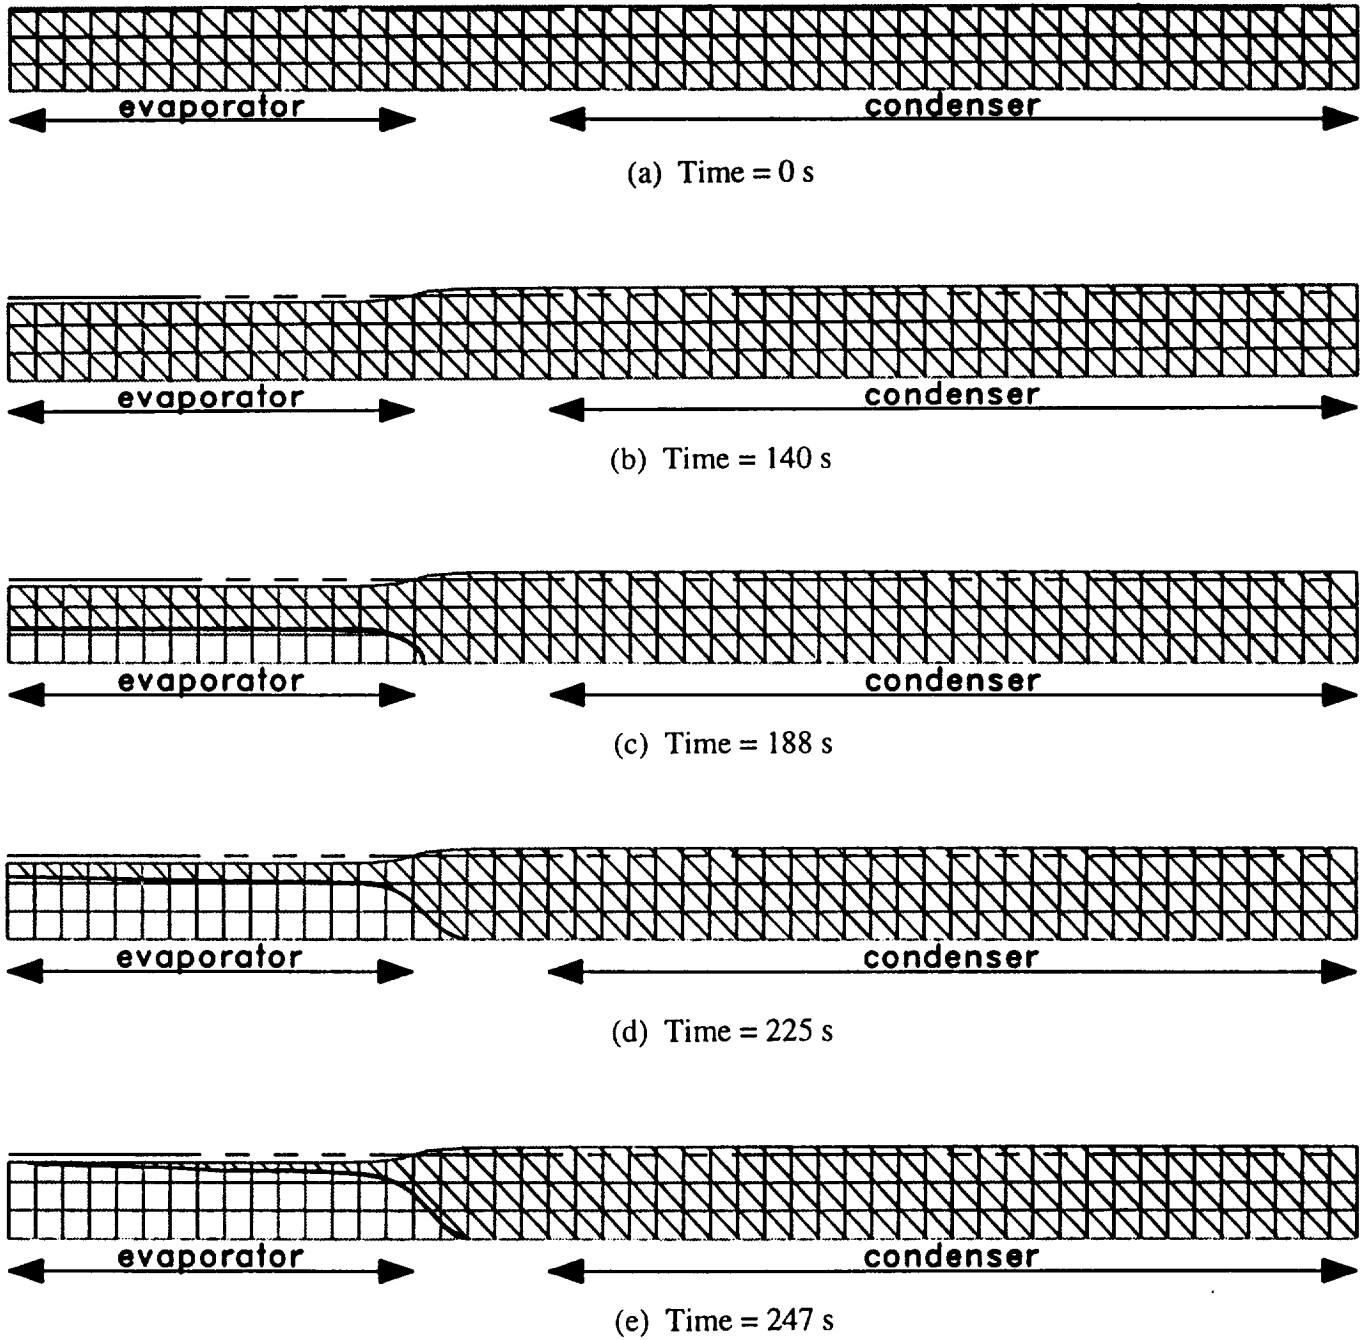 evaporator condenser
(a) Time = 0 s
evaporator condenser
(b) Time = 140 s
evaporator condenser
(c) Time = 188 s
evaporator condenser
(d) Time = 225 s
evaporator condenser
(e) Time = 247 s